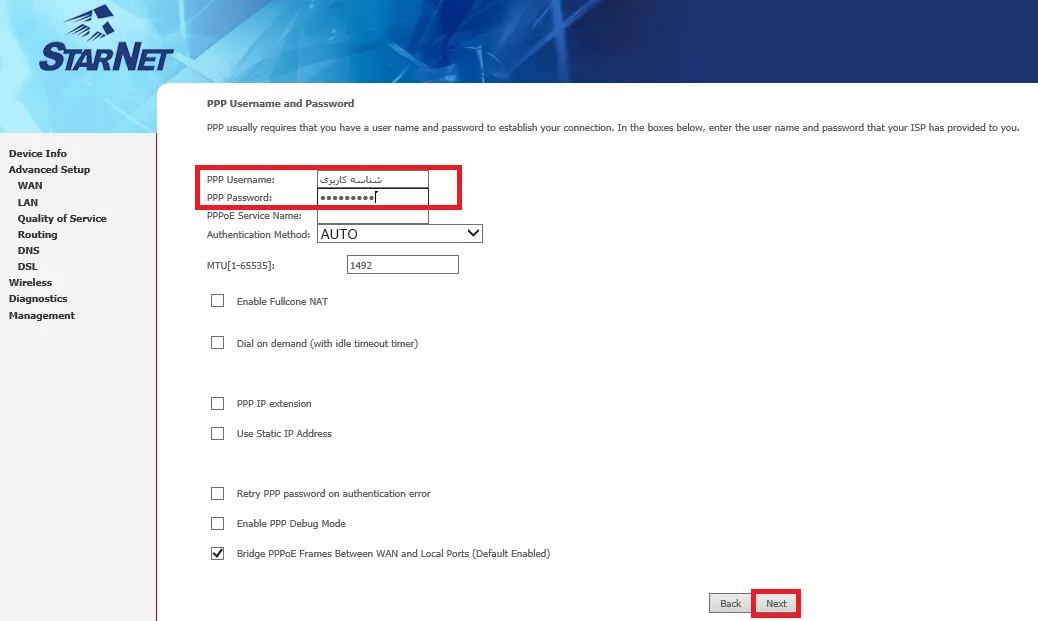 STARNET
Device Info
Advanced Setup
WAN
LAN
Quality of Service
Routing
DNS
DSL
Wireless
Diagnostics
Management
PPP Username and Password
PPP usually requires that you have a user name and password to establish your connection. In the boxes below, enter the user name and password that your ISP has provided to you.
PPP Username: شناسه کاربری
PPP Password: •••••••••
PPPoE Service Name:
Authentication Method: AUTO
MTU[1-65535]: 1492
Enable Fullcone NAT
Dial on demand (with idle timeout timer)
PPP IP extension
Use Static IP Address
Retry PPP password on authentication error
Enable PPP Debug Mode
Bridge PPPoE Frames Between WAN and Local Ports (Default Enabled)
Back Next